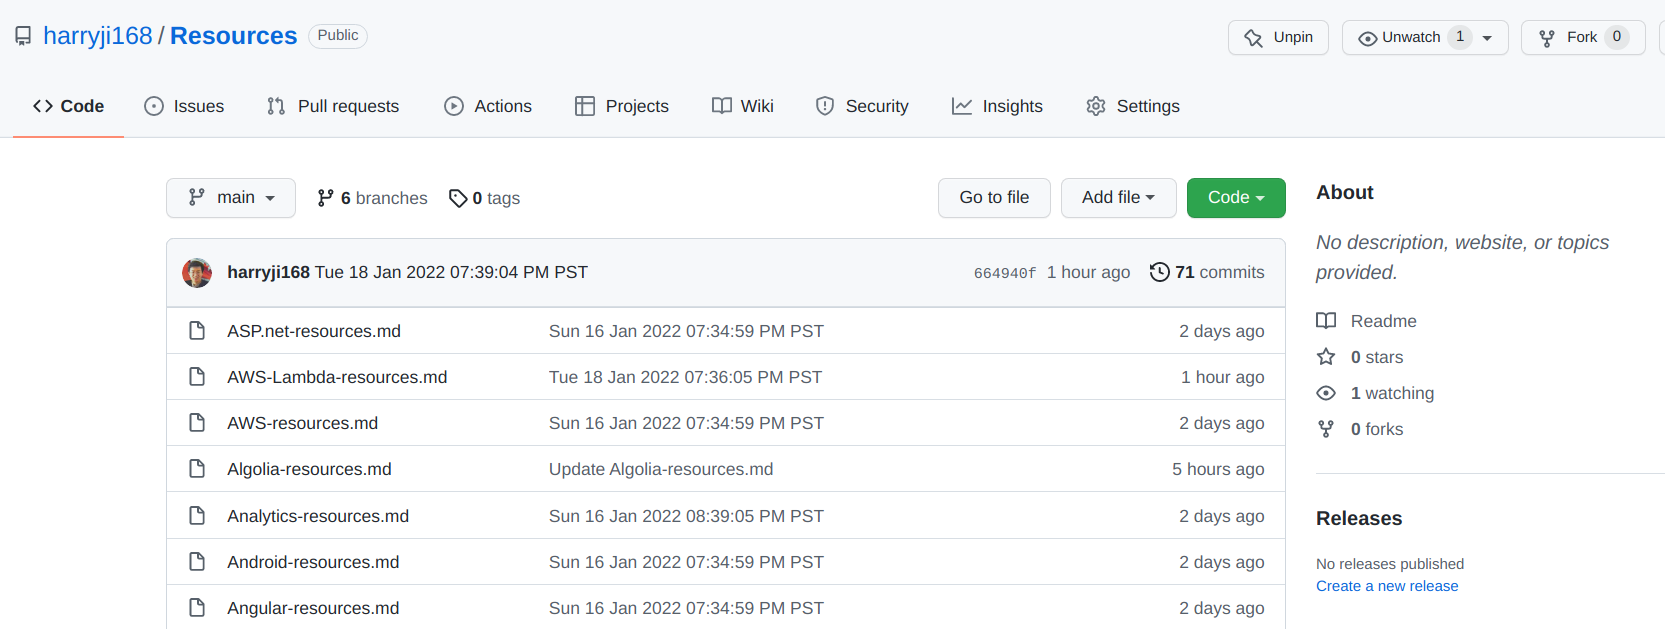 harryji168 / Resources Public
Unpin Unwatch 1 Fork 0
Code Issues Pull requests Actions Projects Wiki Security Insights Settings
main 6 branches 0 tags Go to file Add file Code
harryji168 Tue 18 Jan 2022 07:39:04 PM PST 664940f 1 hour ago 71 commits
ASP.net-resources.md Sun 16 Jan 2022 07:34:59 PM PST 2 days ago
AWS-Lambda-resources.md Tue 18 Jan 2022 07:36:05 PM PST 1 hour ago
AWS-resources.md Sun 16 Jan 2022 07:34:59 PM PST 2 days ago
Algolia-resources.md Update Algolia-resources.md 5 hours ago
Analytics-resources.md Sun 16 Jan 2022 08:39:05 PM PST 2 days ago
Android-resources.md Sun 16 Jan 2022 07:34:59 PM PST 2 days ago
Angular-resources.md Sun 16 Jan 2022 07:34:59 PM PST 2 days ago
About
No description, website, or topics
provided.
Readme
0 stars
1 watching
0 forks
Releases
No releases published
Create a new release